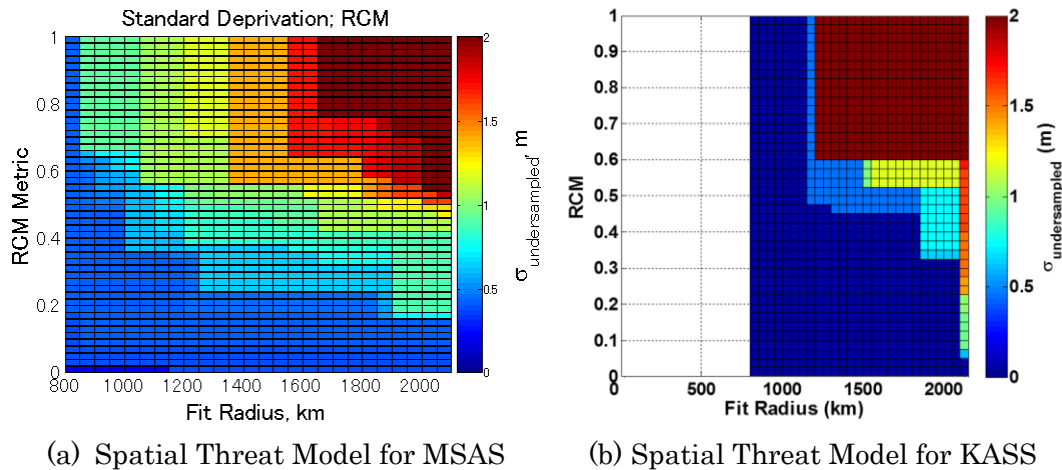 Standard Deprivation; RCM
1
0.8
0.6
0.4
0.2
0
RCM Metric
800 1000 1200 1400 1600 1800 2000
Fit Radius, km
2
1.5
1
0.5
0
σundersampled, m
(a) Spatial Threat Model for MSAS
1
0.9
0.8
0.7
0.6
0.5
0.4
0.3
0.2
0.1
0
RCM
0 500 1000 1500 2000
Fit Radius (km)
2
1.5
1
0.5
0
σundersampled (m)
(b) Spatial Threat Model for KASS